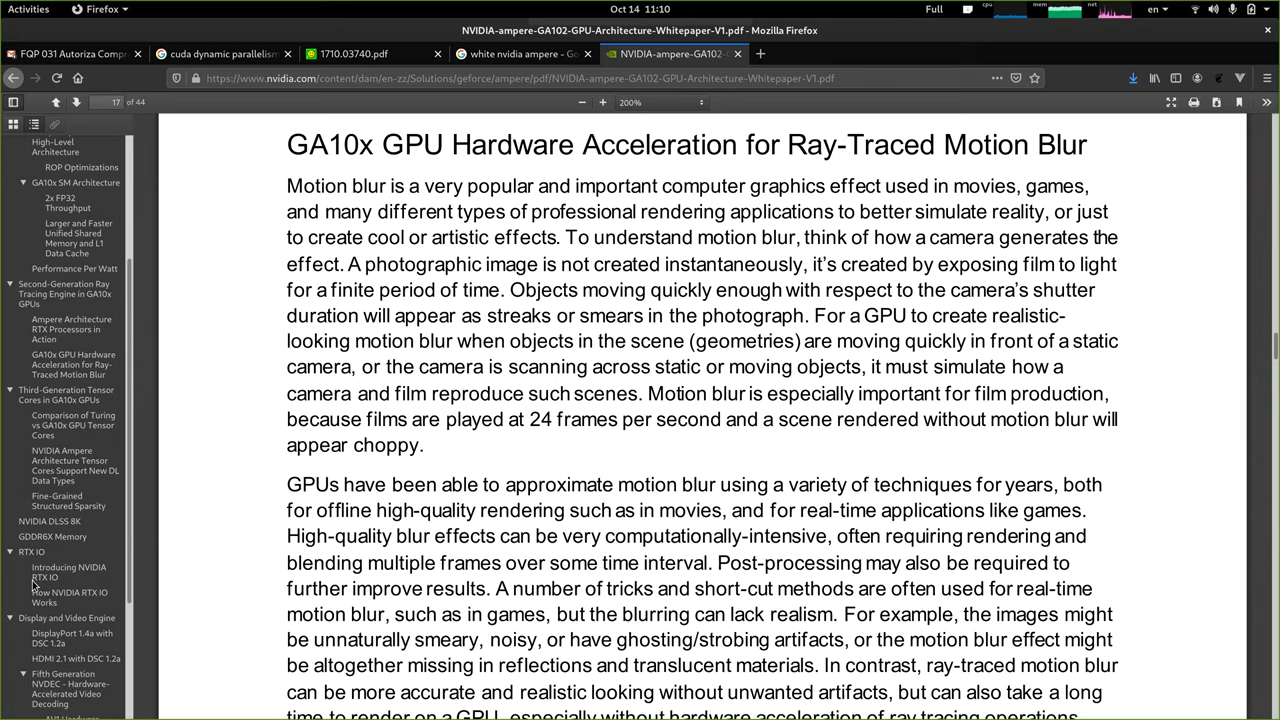 Activities
Firefox
Oct 14 11:10
Full
cpu
mem
net
en
NVIDIA-ampere-GA102-GPU-Architecture-Whitepaper-V1.pdf - Mozilla Firefox
FQP 031 Autoriza Compr
cuda dynamic parallelism
1710.03740.pdf
white nvidia ampere - Go
NVIDIA-ampere-GA102-
https://www.nvidia.com/content/dam/en-zz/Solutions/geforce/ampere/pdf/NVIDIA-ampere-GA102-GPU-Architecture-Whitepaper-V1.pdf
17 of 44
200%
High-Level
Architecture
ROP Optimizations
GA10x SM Architecture
2x FP32
Throughput
Larger and Faster
Unified Shared
Memory and L1
Data Cache
Performance Per Watt
Second-Generation Ray
Tracing Engine in GA10x
GPUs
Ampere Architecture
RTX Processors in
Action
GA10x GPU Hardware
Acceleration for Ray-
Traced Motion Blur
Third-Generation Tensor
Cores in GA10x GPUs
Comparison of Turing
vs GA10x GPU Tensor
Cores
NVIDIA Ampere
Architecture Tensor
Cores Support New DL
Data Types
Fine-Grained
Structured Sparsity
NVIDIA DLSS 8K
GDDR6X Memory
RTX IO
Introducing NVIDIA
RTX IO
How NVIDIA RTX IO
Works
Display and Video Engine
DisplayPort 1.4a with
DSC 1.2a
HDMI 2.1 with DSC 1.2a
Fifth Generation
NVDEC - Hardware-
Accelerated Video
Decoding
AV1 Hardware
GA10x GPU Hardware Acceleration for Ray-Traced Motion Blur
Motion blur is a very popular and important computer graphics effect used in movies, games,
and many different types of professional rendering applications to better simulate reality, or just
to create cool or artistic effects. To understand motion blur, think of how a camera generates the
effect. A photographic image is not created instantaneously, it's created by exposing film to light
for a finite period of time. Objects moving quickly enough with respect to the camera's shutter
duration will appear as streaks or smears in the photograph. For a GPU to create realistic-
looking motion blur when objects in the scene (geometries) are moving quickly in front of a static
camera, or the camera is scanning across static or moving objects, it must simulate how a
camera and film reproduce such scenes. Motion blur is especially important for film production,
because films are played at 24 frames per second and a scene rendered without motion blur will
appear choppy.
GPUs have been able to approximate motion blur using a variety of techniques for years, both
for offline high-quality rendering such as in movies, and for real-time applications like games.
High-quality blur effects can be very computationally-intensive, often requiring rendering and
blending multiple frames over some time interval. Post-processing may also be required to
further improve results. A number of tricks and short-cut methods are often used for real-time
motion blur, such as in games, but the blurring can lack realism. For example, the images might
be unnaturally smeary, noisy, or have ghosting/strobing artifacts, or the motion blur effect might
be altogether missing in reflections and translucent materials. In contrast, ray-traced motion blur
can be more accurate and realistic looking without unwanted artifacts, but can also take a long
time to render on a GPU, especially without hardware acceleration of ray tracing operations.